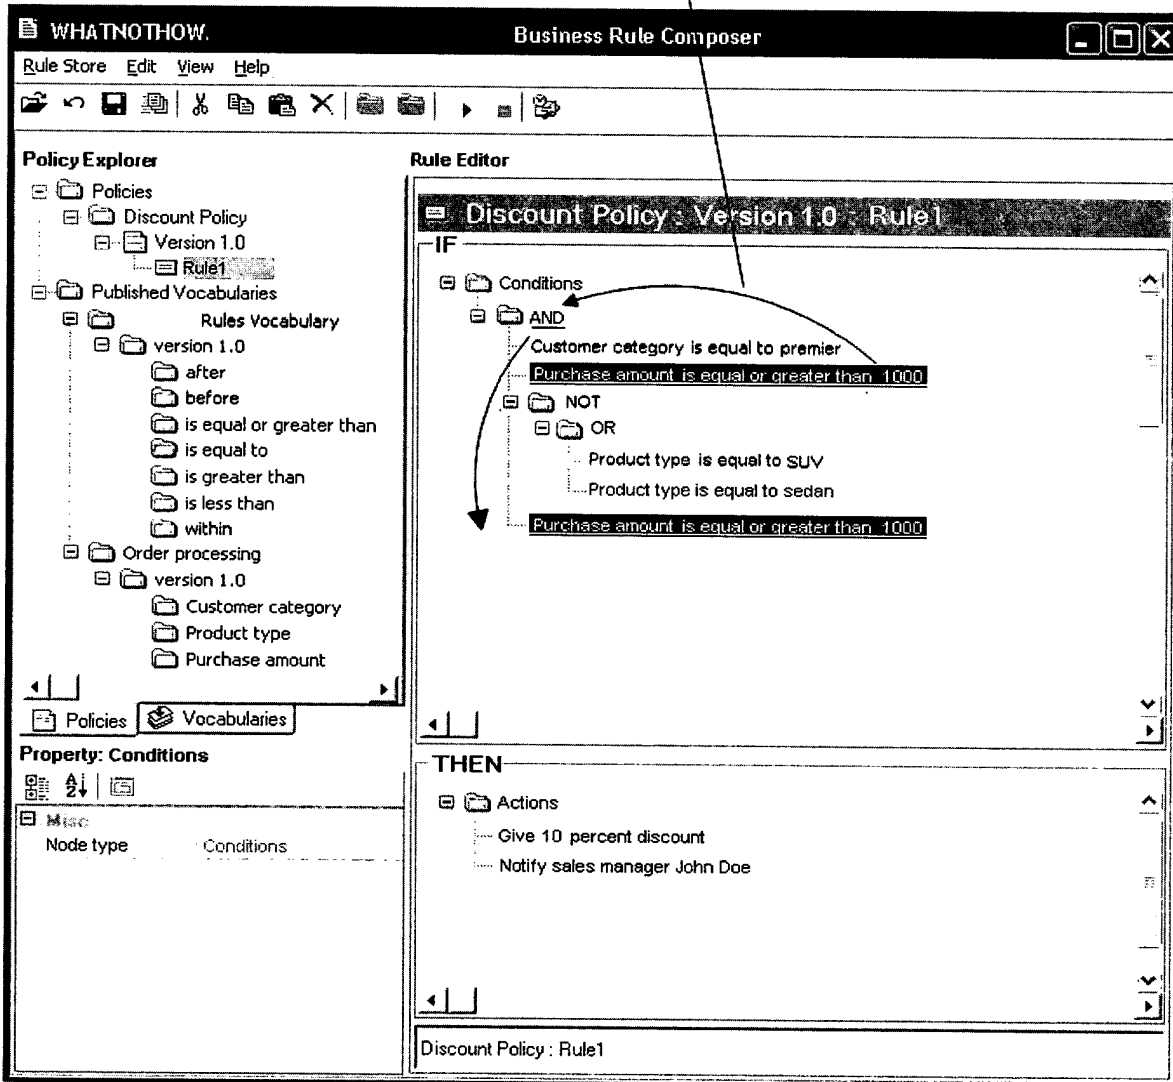 WHATNOTHOW. Business Rule Composer
Rule Store Edit View Help
Policy Explorer
Policies
Discount Policy
Version 1.0
Rule1
Published Vocabularies
Rules Vocabulary
version 1.0
after
before
is equal or greater than
is equal to
is greater than
is less than
within
Order processing
version 1.0
Customer category
Product type
Purchase amount
Policies Vocabularies
Property: Conditions
Misc
Node type Conditions
Rule Editor
Discount Policy : Version 1.0 : Rule1
IF
Conditions
AND
Customer category is equal to premier
Purchase amount is equal or greater than 1000
NOT
OR
Product type is equal to SUV
Product type is equal to sedan
Purchase amount is equal or greater than 1000
THEN
Actions
Give 10 percent discount
Notify sales manager John Doe
Discount Policy : Rule1